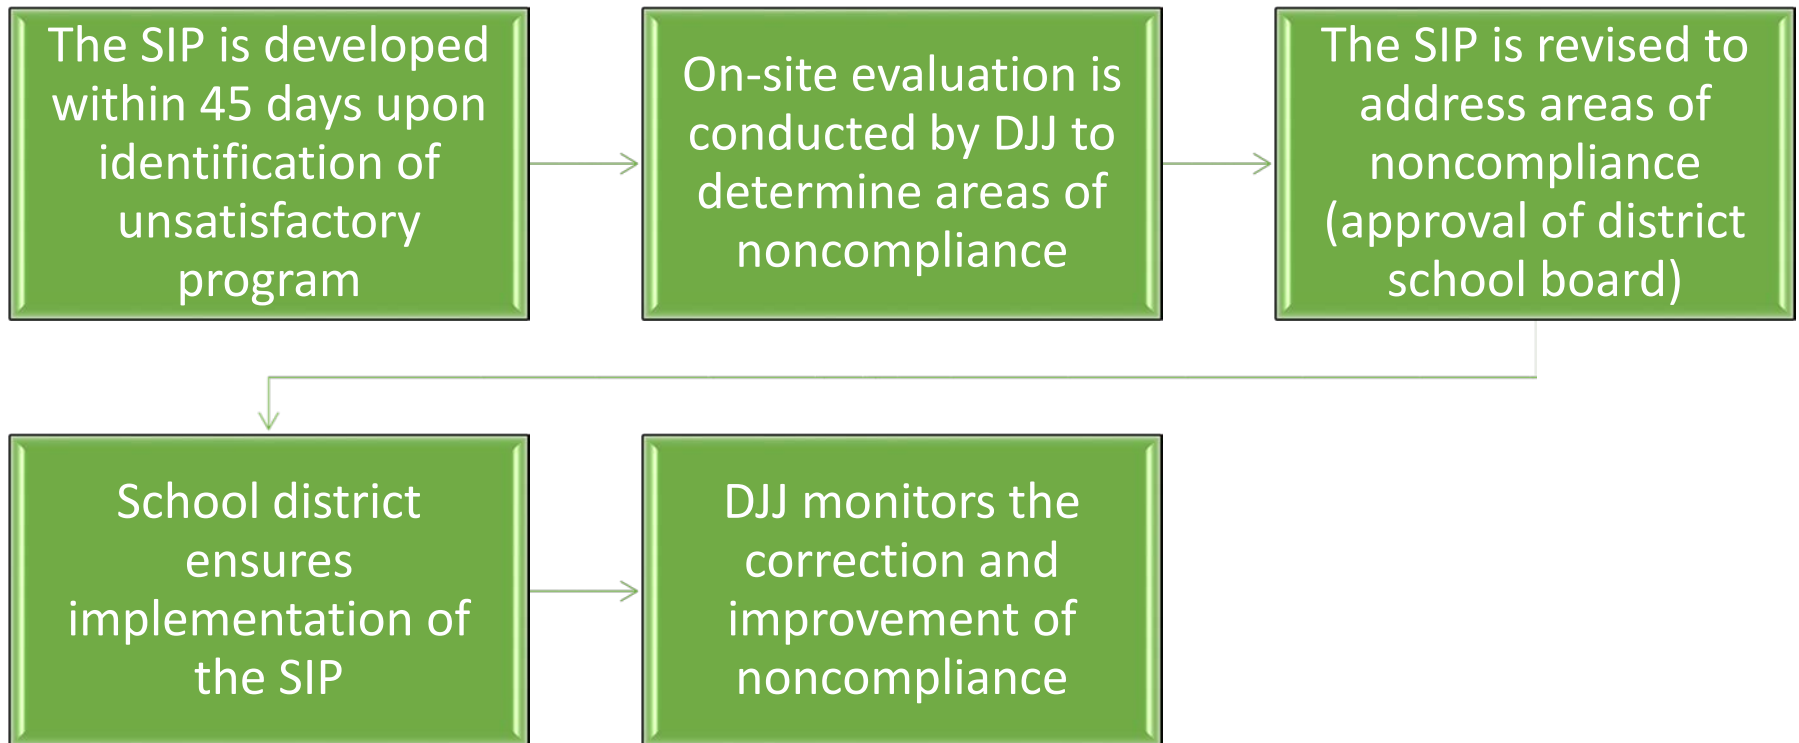 The SIP is developed
within 45 days upon
identification of
unsatisfactory
program
On-site evaluation is
conducted by DJJ to
determine areas of
noncompliance
The SIP is revised to
address areas of
noncompliance
(approval of district
school board)
School district
ensures
implementation of
the SIP
DJJ monitors the
correction and
improvement of
noncompliance